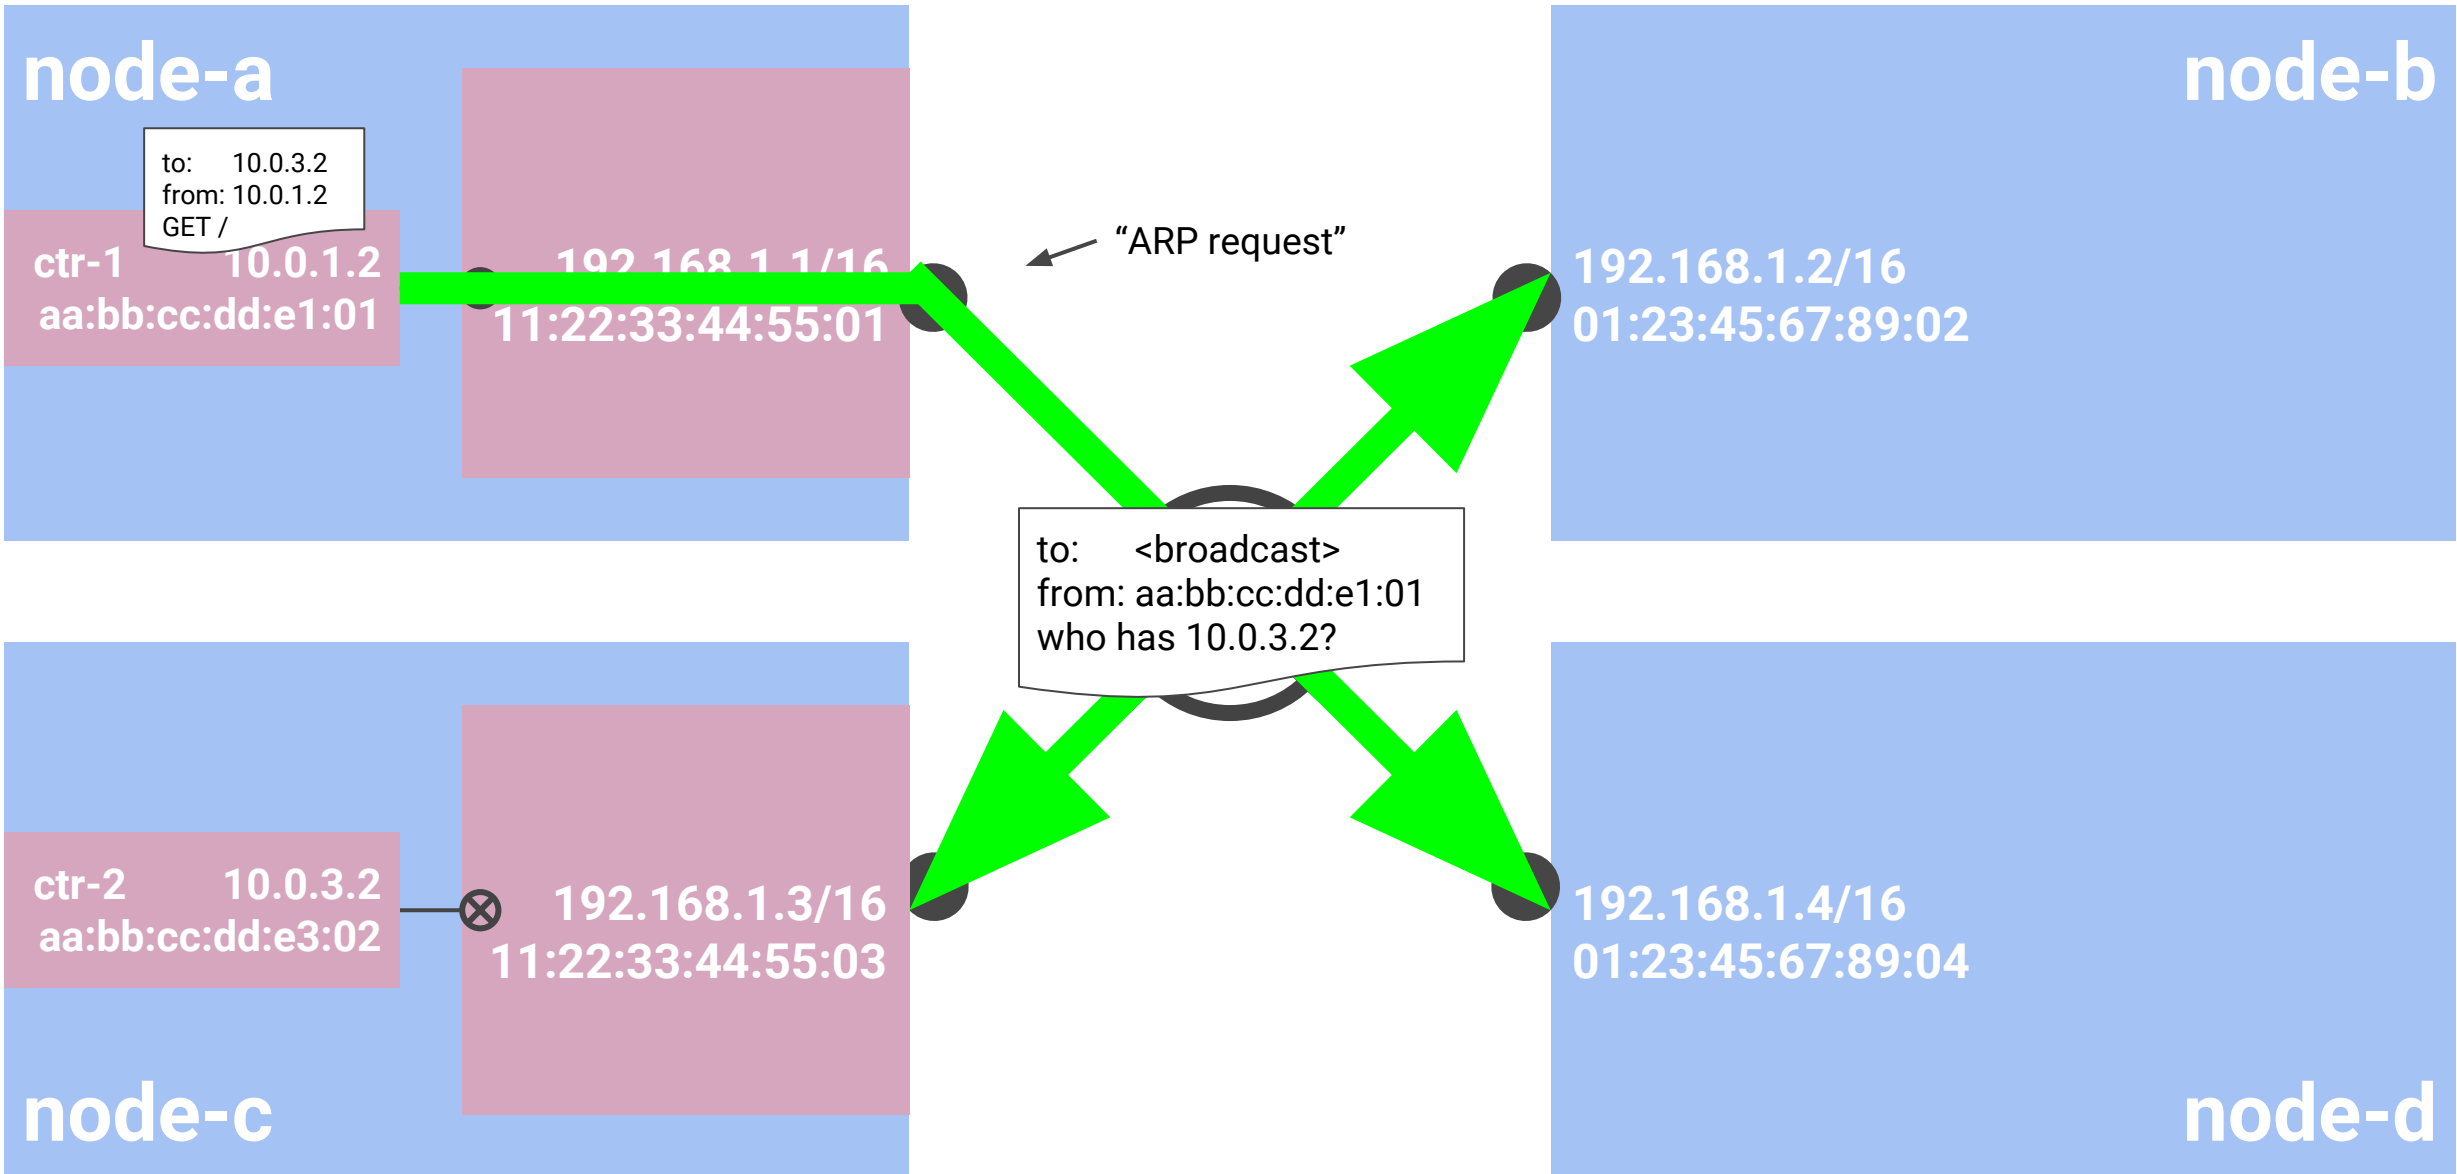 node-a
to: 10.0.3.2
from: 10.0.1.2
GET /
ctr-1 10.0.1.2
aa:bb:cc:dd:e1:01
192.168.1.1/16
11:22:33:44:55:01
“ARP request”
node-b
192.168.1.2/16
01:23:45:67:89:02
to: <broadcast>
from: aa:bb:cc:dd:e1:01
who has 10.0.3.2?
ctr-2 10.0.3.2
aa:bb:cc:dd:e3:02
192.168.1.3/16
11:22:33:44:55:03
node-c
192.168.1.4/16
01:23:45:67:89:04
node-d